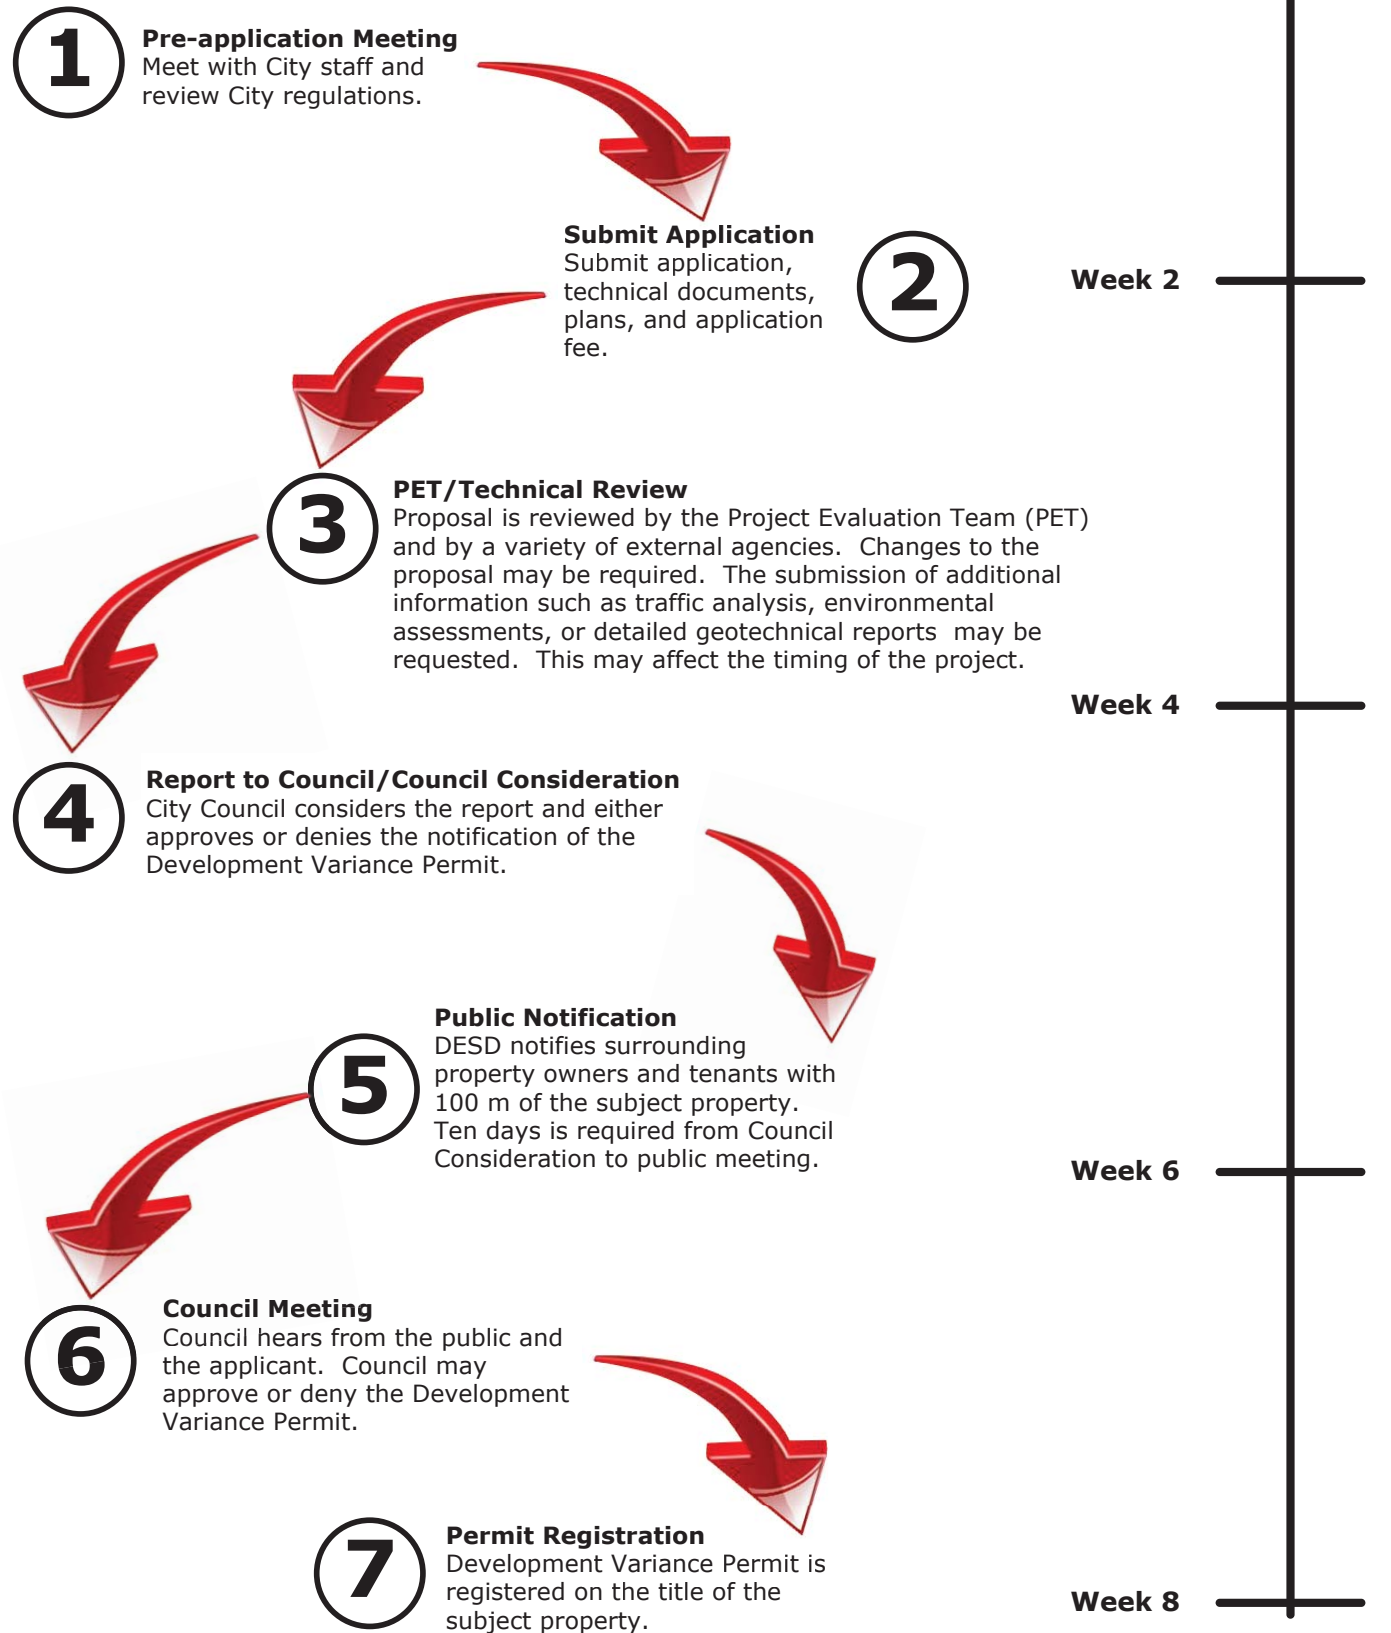 1
Pre-application Meeting
Meet with City staff and
review City regulations.
Submit Application
Submit application,
technical documents,
plans, and application
fee.
2
Week 2
3
PET/Technical Review
Proposal is reviewed by the Project Evaluation Team (PET)
and by a variety of external agencies.  Changes to the
proposal may be required.  The submission of additional
information such as traffic analysis, environmental
assessments, or detailed geotechnical reports  may be
requested.  This may affect the timing of the project.
Week 4
4
Report to Council/Council Consideration
City Council considers the report and either
approves or denies the notification of the
Development Variance Permit.
5
Public Notification
DESD notifies surrounding
property owners and tenants with
100 m of the subject property.
Ten days is required from Council
Consideration to public meeting.
Week 6
6
Council Meeting
Council hears from the public and
the applicant.  Council may
approve or deny the Development
Variance Permit.
7
Permit Registration
Development Variance Permit is
registered on the title of the
subject property.
Week 8